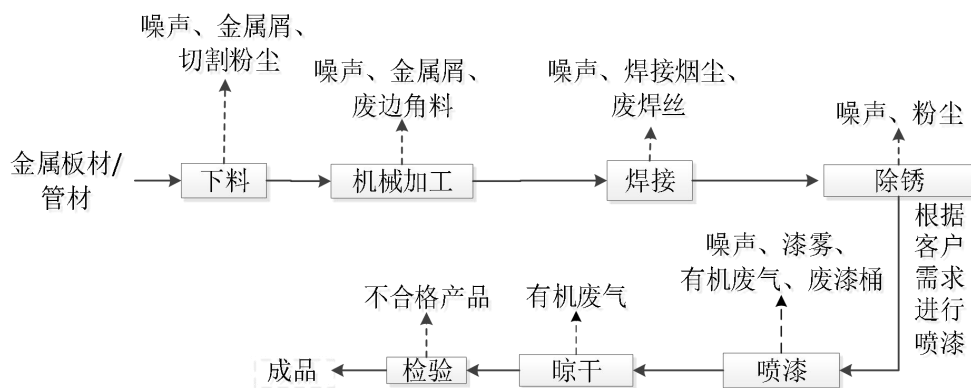 噪声、金属屑、
切割粉尘
噪声、金属屑、
废边角料
噪声、焊接烟尘、
废焊丝
噪声、粉尘
金属板材/
管材
下料
机械加工
焊接
除锈
根据
客户
需求
进行
喷漆
噪声、漆雾、
有机废气、废漆桶
有机废气
不合格产品
成品
检验
晾干
喷漆